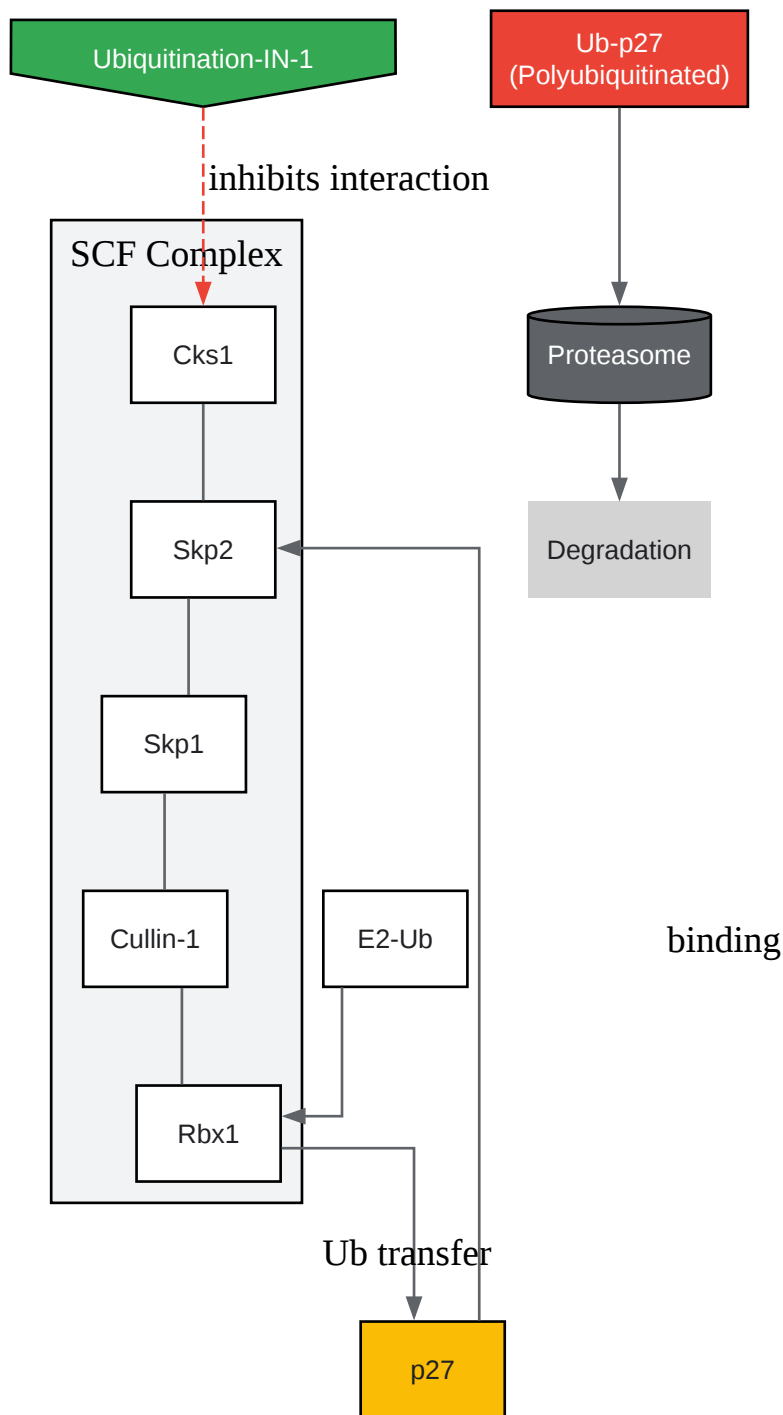 Ubiquitination-IN-1
Ub-p27
(Polyubiquitinated)
inhibits interaction
SCF Complex
Cks1
Proteasome
Skp2
Degradation
Skp1
Cullin-1
E2-Ub
binding
Rbx1
Ub transfer
p27